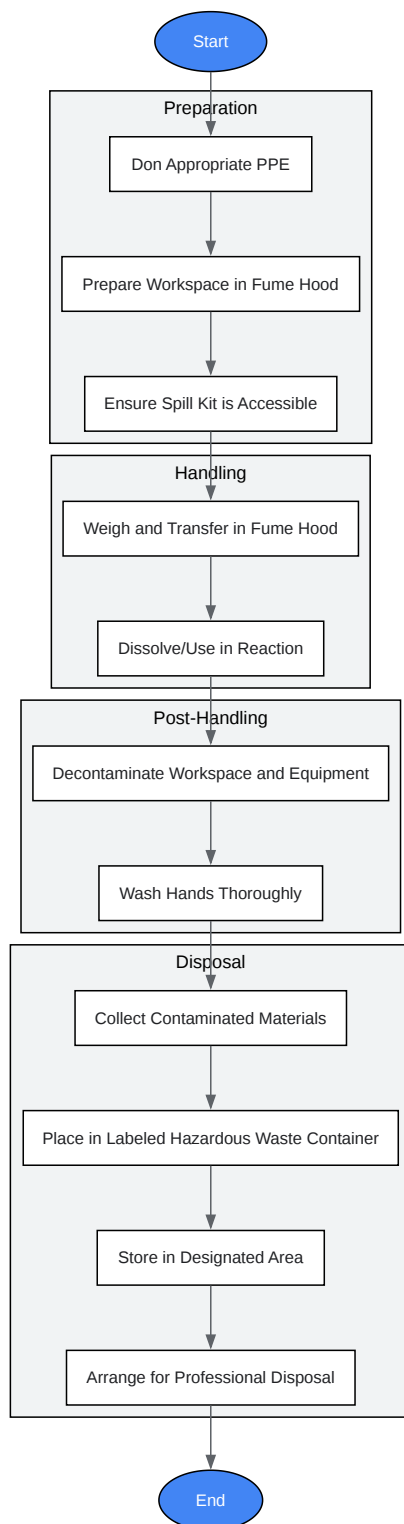 Start
Preparation
Don Appropriate PPE
Prepare Workspace in Fume Hood
Ensure Spill Kit is Accessible
Handling
Weigh and Transfer in Fume Hood
Dissolve/Use in Reaction
Post-Handling
Decontaminate Workspace and Equipment
Wash Hands Thoroughly
Disposal
Collect Contaminated Materials
Place in Labeled Hazardous Waste Container
Store in Designated Area
Arrange for Professional Disposal
End